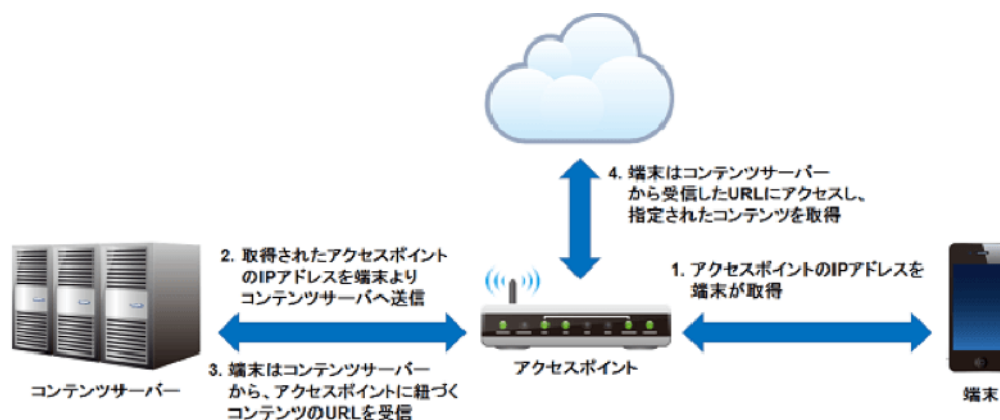 4. 端末はコンテンツサーバー
から受信したURLにアクセスし、
指定されたコンテンツを取得
2. 取得されたアクセスポイント
のIPアドレスを端末より
コンテンツサーバへ送信
1. アクセスポイントのIPアドレスを
端末が取得
コンテンツサーバー
3. 端末はコンテンツサーバー
から、アクセスポイントに紐づく
コンテンツのURLを受信
アクセスポイント
端末